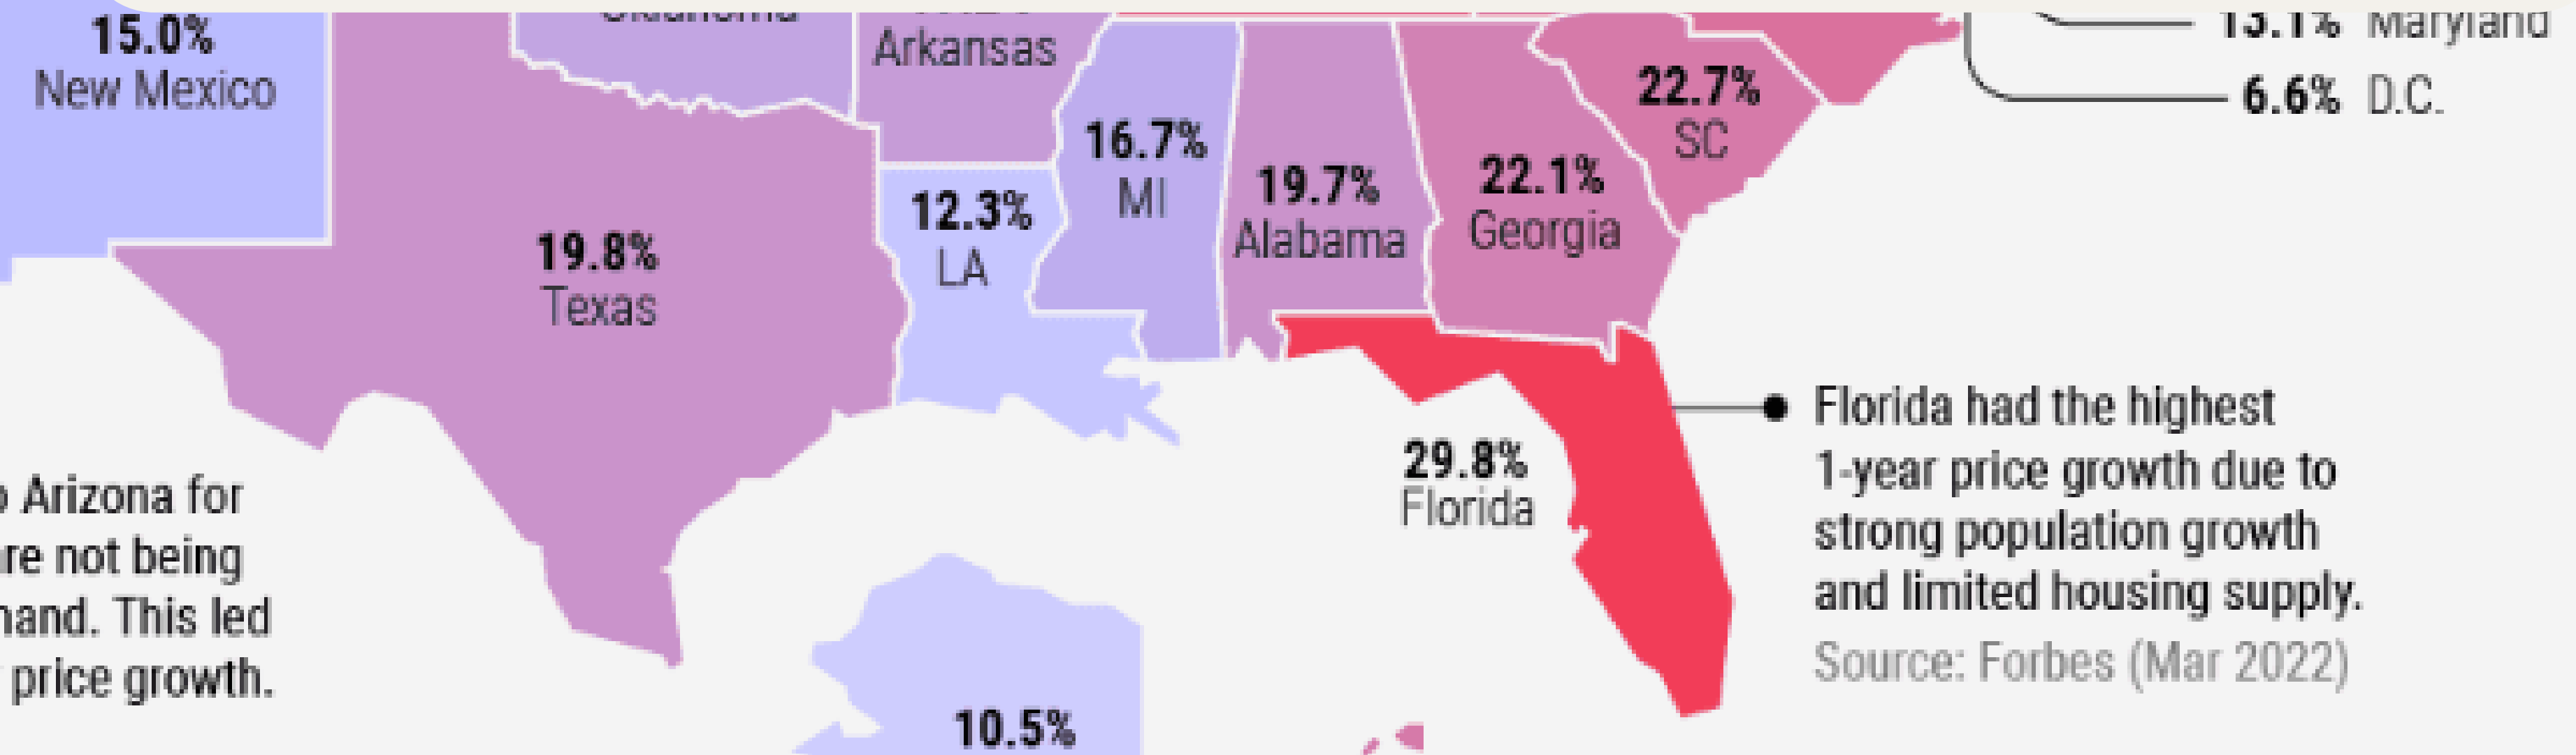 15.0%
New Mexico
Oklahoma
Arkansas
13.1% Maryland
6.6% D.C.
22.7%
SC
16.7%
MI
19.7%
Alabama
22.1%
Georgia
12.3%
LA
19.8%
Texas
29.8%
Florida
Florida had the highest
1-year price growth due to
strong population growth
and limited housing supply.
Source: Forbes (Mar 2022)
Arizona for
not being
This led
price growth.
10.5%